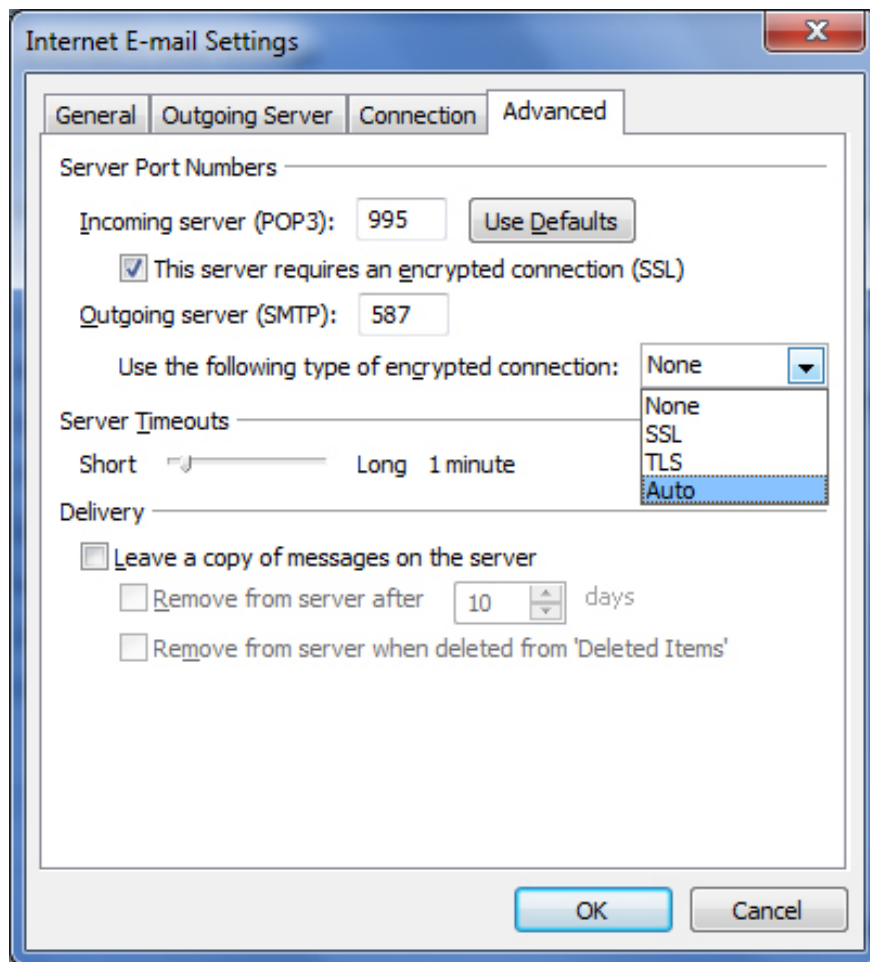 Internet E-mail Settings
X
General Outgoing Server Connection Advanced
Server Port Numbers
Incoming server (POP3): 995 Use Defaults
This server requires an encrypted connection (SSL)
Outgoing server (SMTP): 587
Use the following type of encrypted connection: None
None
SSL
TLS
Auto
Server Timeouts
Short Long 1 minute
Delivery
Leave a copy of messages on the server
Remove from server after 10 days
Remove from server when deleted from 'Deleted Items'
OK Cancel